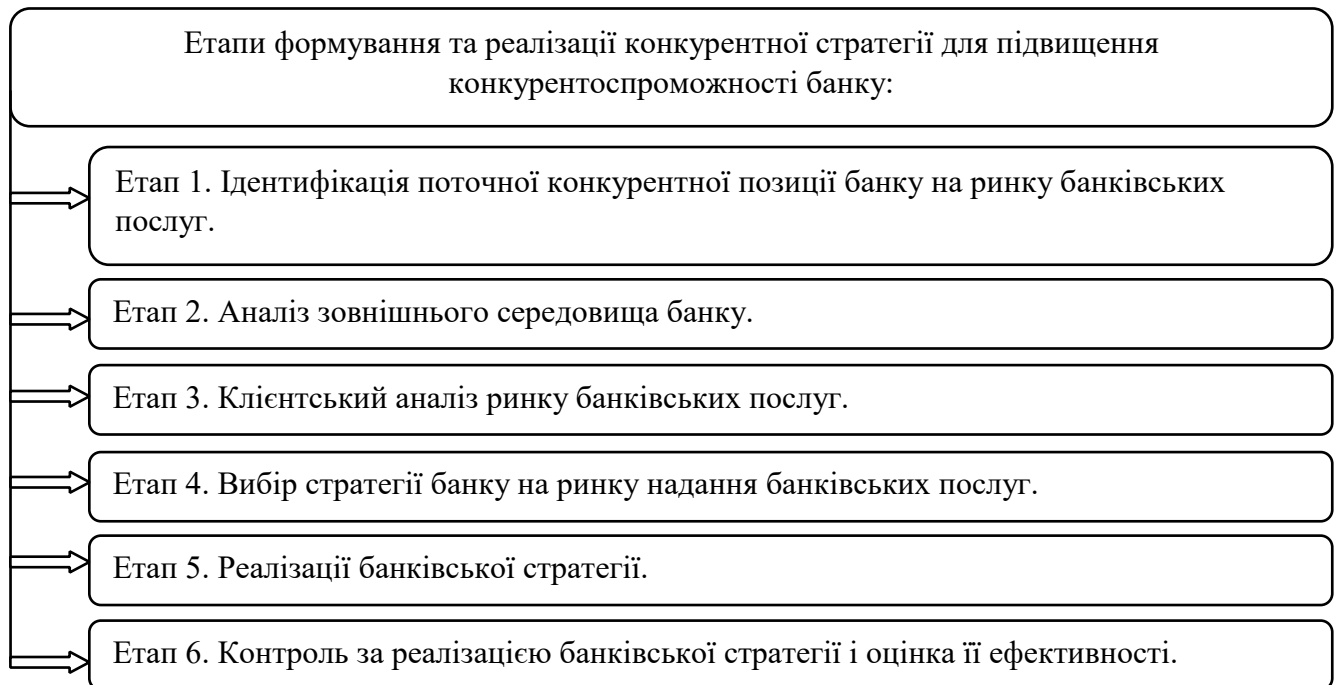 Етапи формування та реалізації конкурентної стратегії для підвищення
конкурентоспроможності банку:
Етап 1. Ідентифікація поточної конкурентної позиції банку на ринку банківських
послуг.
Етап 2. Аналіз зовнішнього середовища банку.
Етап 3. Клієнтський аналіз ринку банківських послуг.
Етап 4. Вибір стратегії банку на ринку надання банківських послуг.
Етап 5. Реалізації банківської стратегії.
Етап 6. Контроль за реалізацією банківської стратегії і оцінка її ефективності.